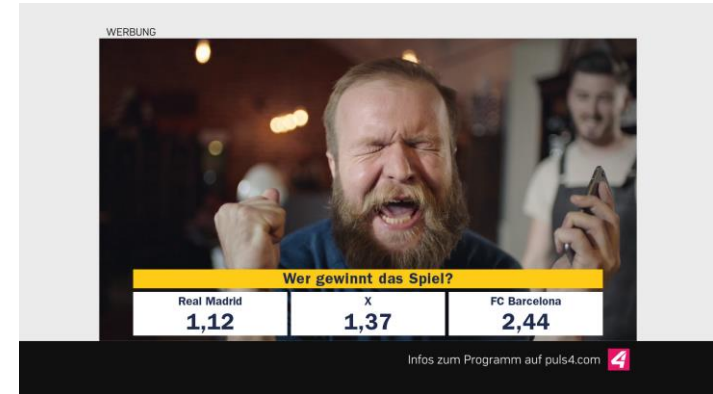 WERBUNG
Wer gewinnt das Spiel?
Real Madrid
1,12
X
1,37
FC Barcelona
2,44
Infos zum Programm auf puls4.com
4